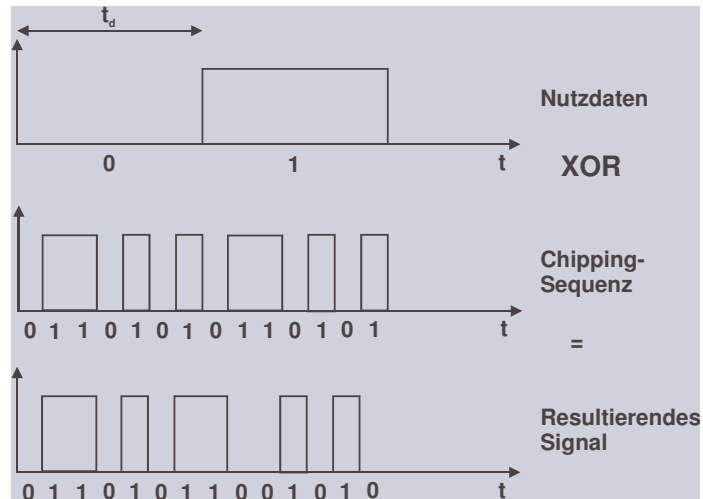 td
Nutzdaten
0 1 t
XOR
Chipping-
Sequenz
0 1 1 0 1 0 1 0 1 1 0 1 0 1 t
=
Resultierendes
Signal
0 1 1 0 1 0 1 1 0 0 1 0 1 0 t